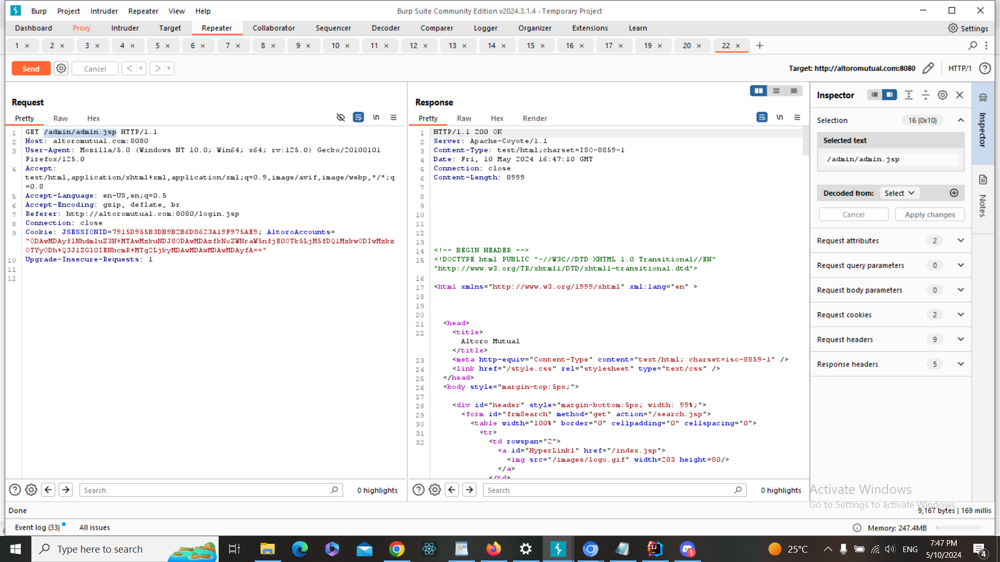 Burp Project Intruder Repeater View Help
Burp Suite Community Edition v2024.3.1.4 - Temporary Project
Dashboard Proxy Intruder Target Repeater Collaborator Sequencer Decoder Comparer Logger Organizer Extensions Learn
Settings
1 × 2 × 3 × 4 × 5 × 6 × 7 × 8 × 9 × 10 × 11 × 12 × 13 × 14 × 15 × 16 × 17 × 19 × 20 × 22 × +
Send Cancel < >
Target: http://altoromutual.com:8080 HTTP/1
Request
Pretty Raw Hex
\n
1 GET /admin/admin.jsp HTTP/1.1
2 Host: altoromutual.com:8080
3 User-Agent: Mozilla/5.0 (Windows NT 10.0; Win64; x64; rv:125.0) Gecko/20100101
Firefox/125.0
4 Accept:
text/html,application/xhtml+xml,application/xml;q=0.9,image/avif,image/webp,*/*;q
=0.8
5 Accept-Language: en-US,en;q=0.5
6 Accept-Encoding: gzip, deflate, br
7 Referer: http://altoromutual.com:8080/login.jsp
8 Connection: close
9 Cookie: JSESSIONID=7915D955B3DB9B2B6D8623A19F975AE9; AltoroAccounts=
10 Upgrade-Insecure-Requests: 1
11
12
Search
0 highlights
Response
Pretty Raw Hex Render
\n
1 HTTP/1.1 200 OK
2 Server: Apache-Coyote/1.1
3 Content-Type: text/html;charset=ISO-8859-1
4 Date: Fri, 10 May 2024 16:47:10 GMT
5 Connection: close
6 Content-Length: 8999
7
8
9
10
11
12
13
14 <!-- BEGIN HEADER -->
15 <!DOCTYPE html PUBLIC "-//W3C//DTD XHTML 1.0 Transitional//EN"
"http://www.w3.org/TR/xhtml1/DTD/xhtml1-transitional.dtd">
16
17 <html xmlns="http://www.w3.org/1999/xhtml" xml:lang="en" >
18
19
20
21 <head>
22 <title>
Altoro Mutual
</title>
23 <meta http-equiv="Content-Type" content="text/html; charset=iso-8859-1" />
24 <link href="/style.css" rel="stylesheet" type="text/css" />
25 </head>
26 <body style="margin-top:5px;">
27
28 <div id="header" style="margin-bottom:5px; width: 99%;">
29 <form id="frmSearch" method="get" action="/search.jsp">
30 <table width="100%" border="0" cellpadding="0" cellspacing="0">
31 <tr>
32 <td rowspan="2">
<a id="HyperLink1" href="/index.jsp">
<img src="/images/logo.gif" width=283 height=80/>
</a>
</td>
Search
0 highlights
Inspector
Selection 16 (0x10)
Selected text
/admin/admin.jsp
Decoded from: Select
Cancel Apply changes
Request attributes 2
Request query parameters 0
Request body parameters 0
Request cookies 2
Request headers 9
Response headers 5
Inspector
Notes
Activate Windows
Go to Settings to activate Windows.
Done
9,167 bytes | 169 millis
Event log (33) All issues
Memory: 247.4MB
Type here to search
25°C
ENG
7:47 PM
5/10/2024
4
1